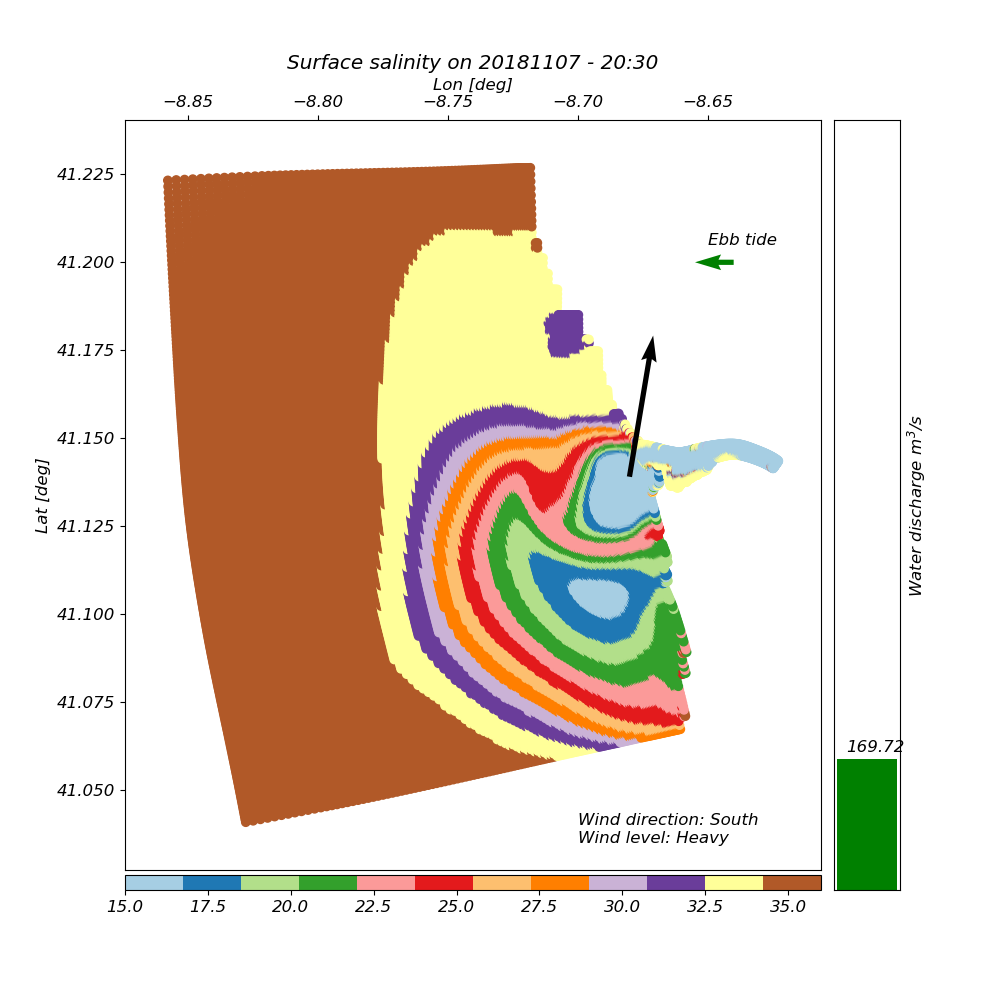 Surface salinity on 20181107 - 20:30
Lon [deg]
−8.85 −8.80 −8.75 −8.70 −8.65
41.225
41.200
41.175
41.150
41.125
41.100
41.075
41.050
Lat [deg]
Ebb tide
Wind direction: South
Wind level: Heavy
169.72
Water discharge m³/s
15.0 17.5 20.0 22.5 25.0 27.5 30.0 32.5 35.0